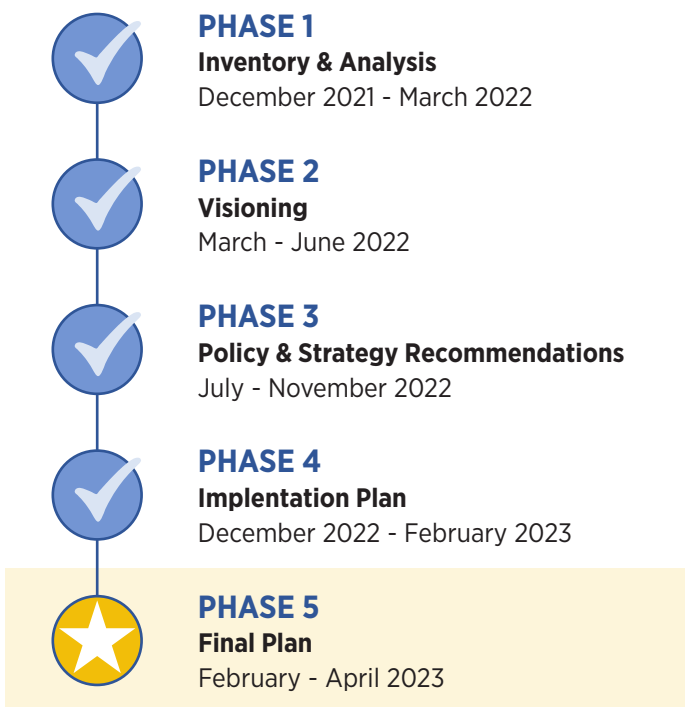 PHASE 1
Inventory & Analysis
December 2021 - March 2022
PHASE 2
Visioning
March - June 2022
PHASE 3
Policy & Strategy Recommendations
July - November 2022
PHASE 4
Implentation Plan
December 2022 - February 2023
PHASE 5
Final Plan
February - April 2023